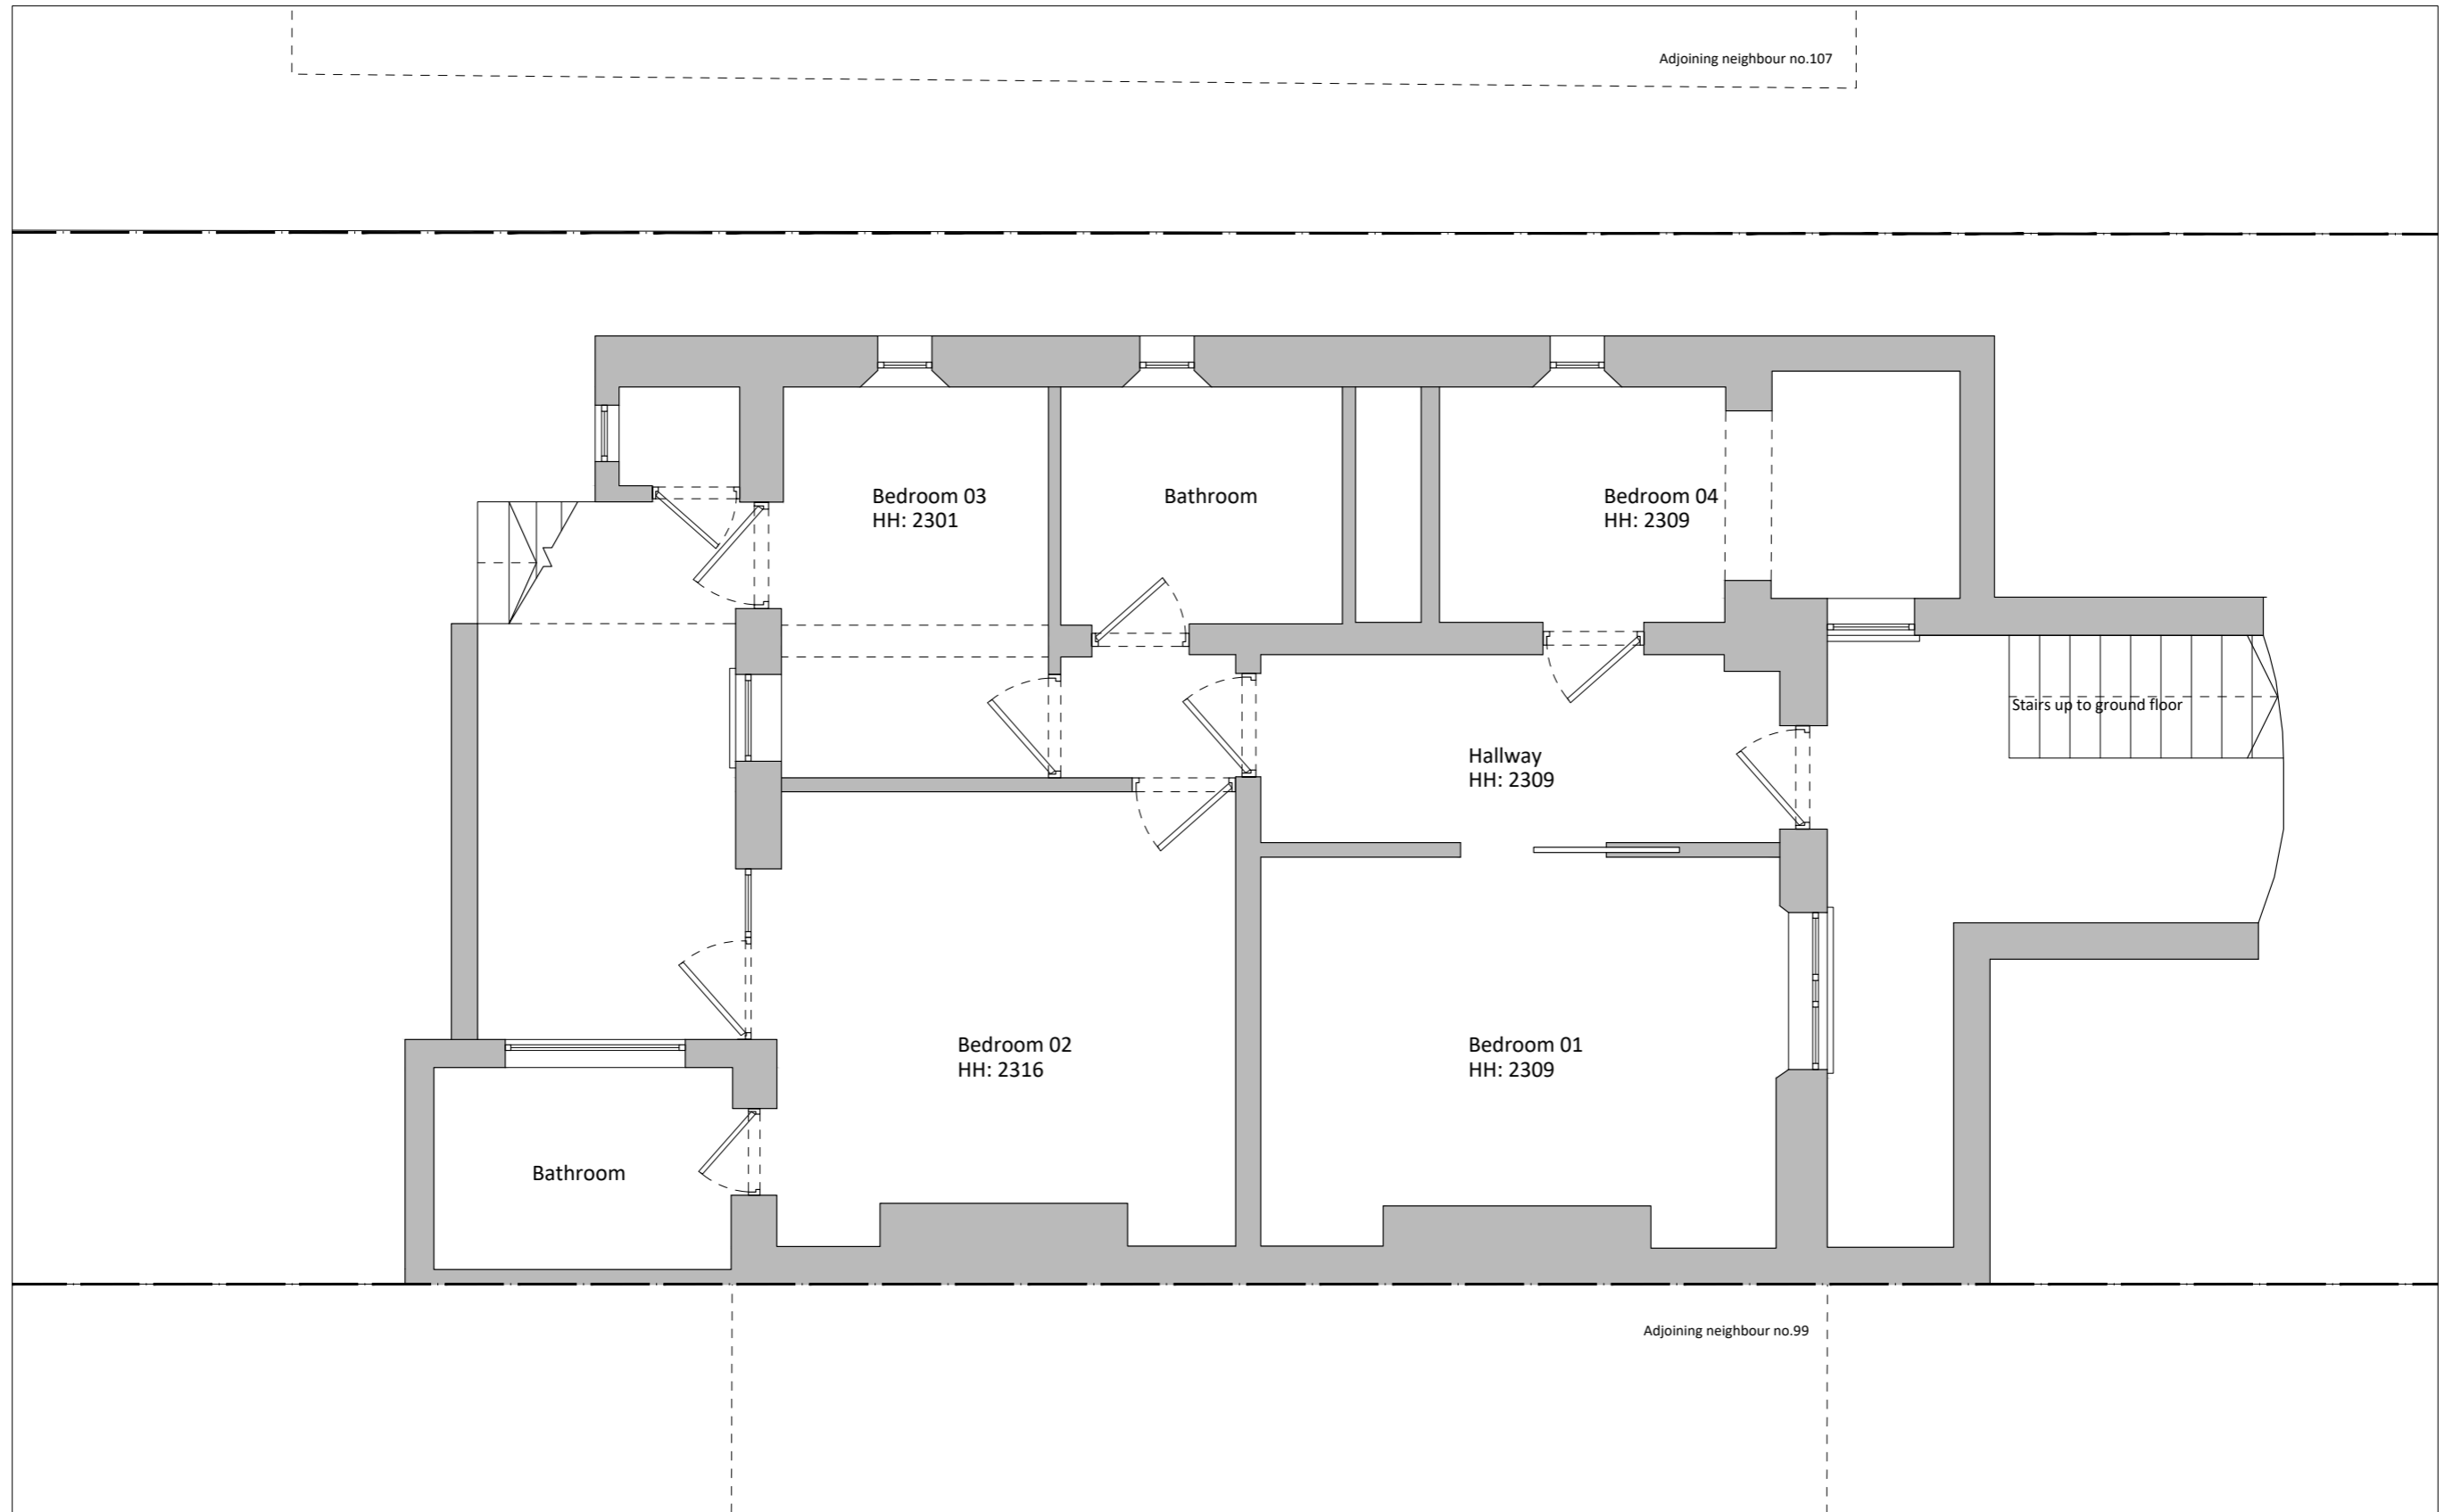 Adjoining neighbour no.107
Bedroom 03
HH: 2301
Bathroom
Bedroom 04
HH: 2309
Stairs up to ground floor
Hallway
HH: 2309
Bedroom 02
HH: 2316
Bedroom 01
HH: 2309
Bathroom
Adjoining neighbour no.99